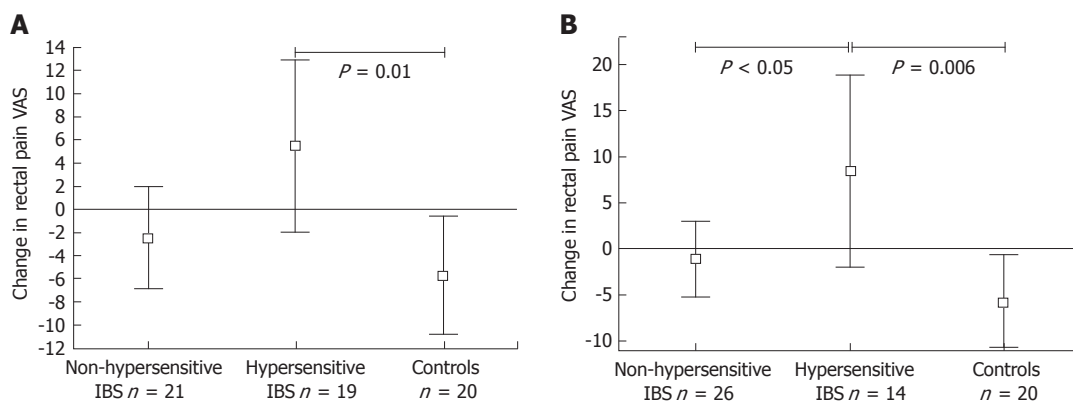 A
Change in rectal pain VAS
14
12
10
8
6
4
2
0
-2
-4
-6
-8
-10
-12
P = 0.01
Non-hypersensitive
IBS n = 21
Hypersensitive
IBS n = 19
Controls
n = 20
B
Change in rectal pain VAS
20
15
10
5
0
-5
-10
P < 0.05
P = 0.006
Non-hypersensitive
IBS n = 26
Hypersensitive
IBS n = 14
Controls
n = 20